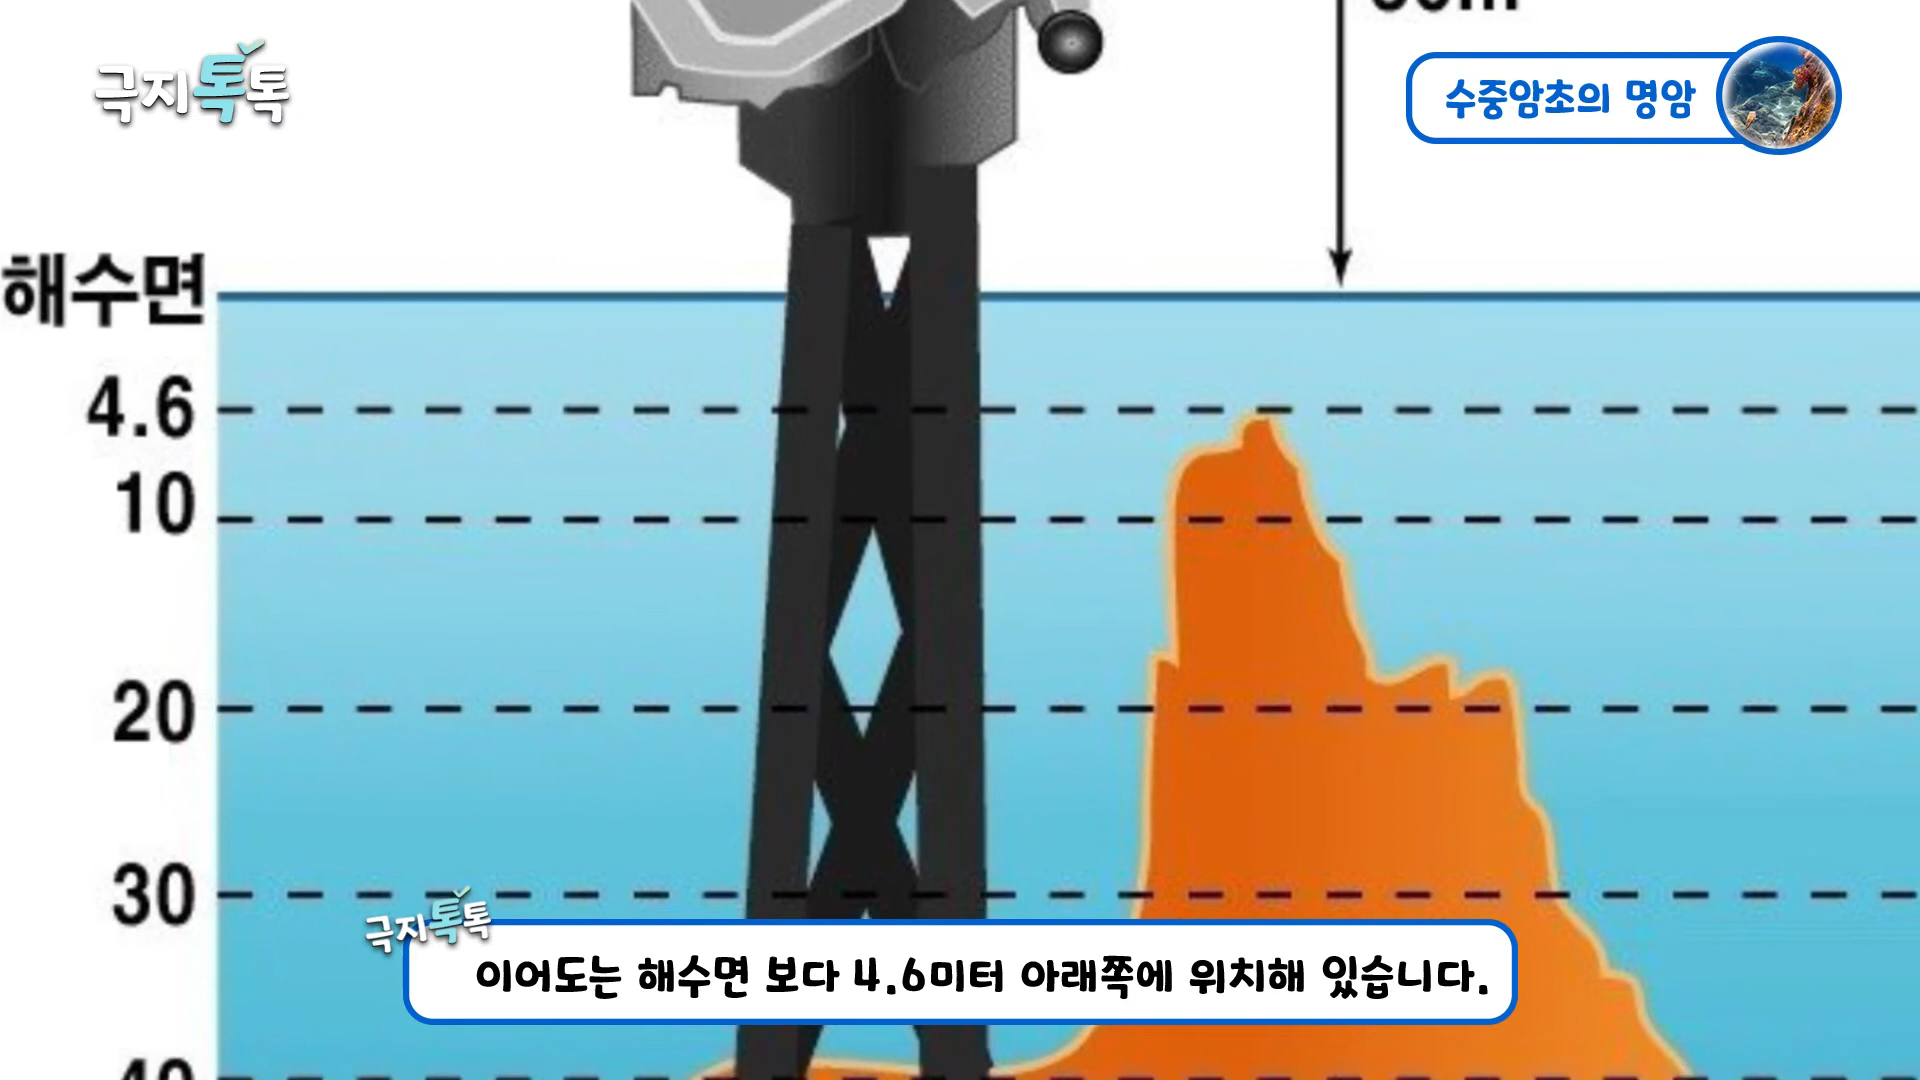 극지톡톡
수중암초의 명암
해수면
4.6
10
20
30
극지톡톡
이어도는 해수면 보다 4.6미터 아래쪽에 위치해 있습니다.
40